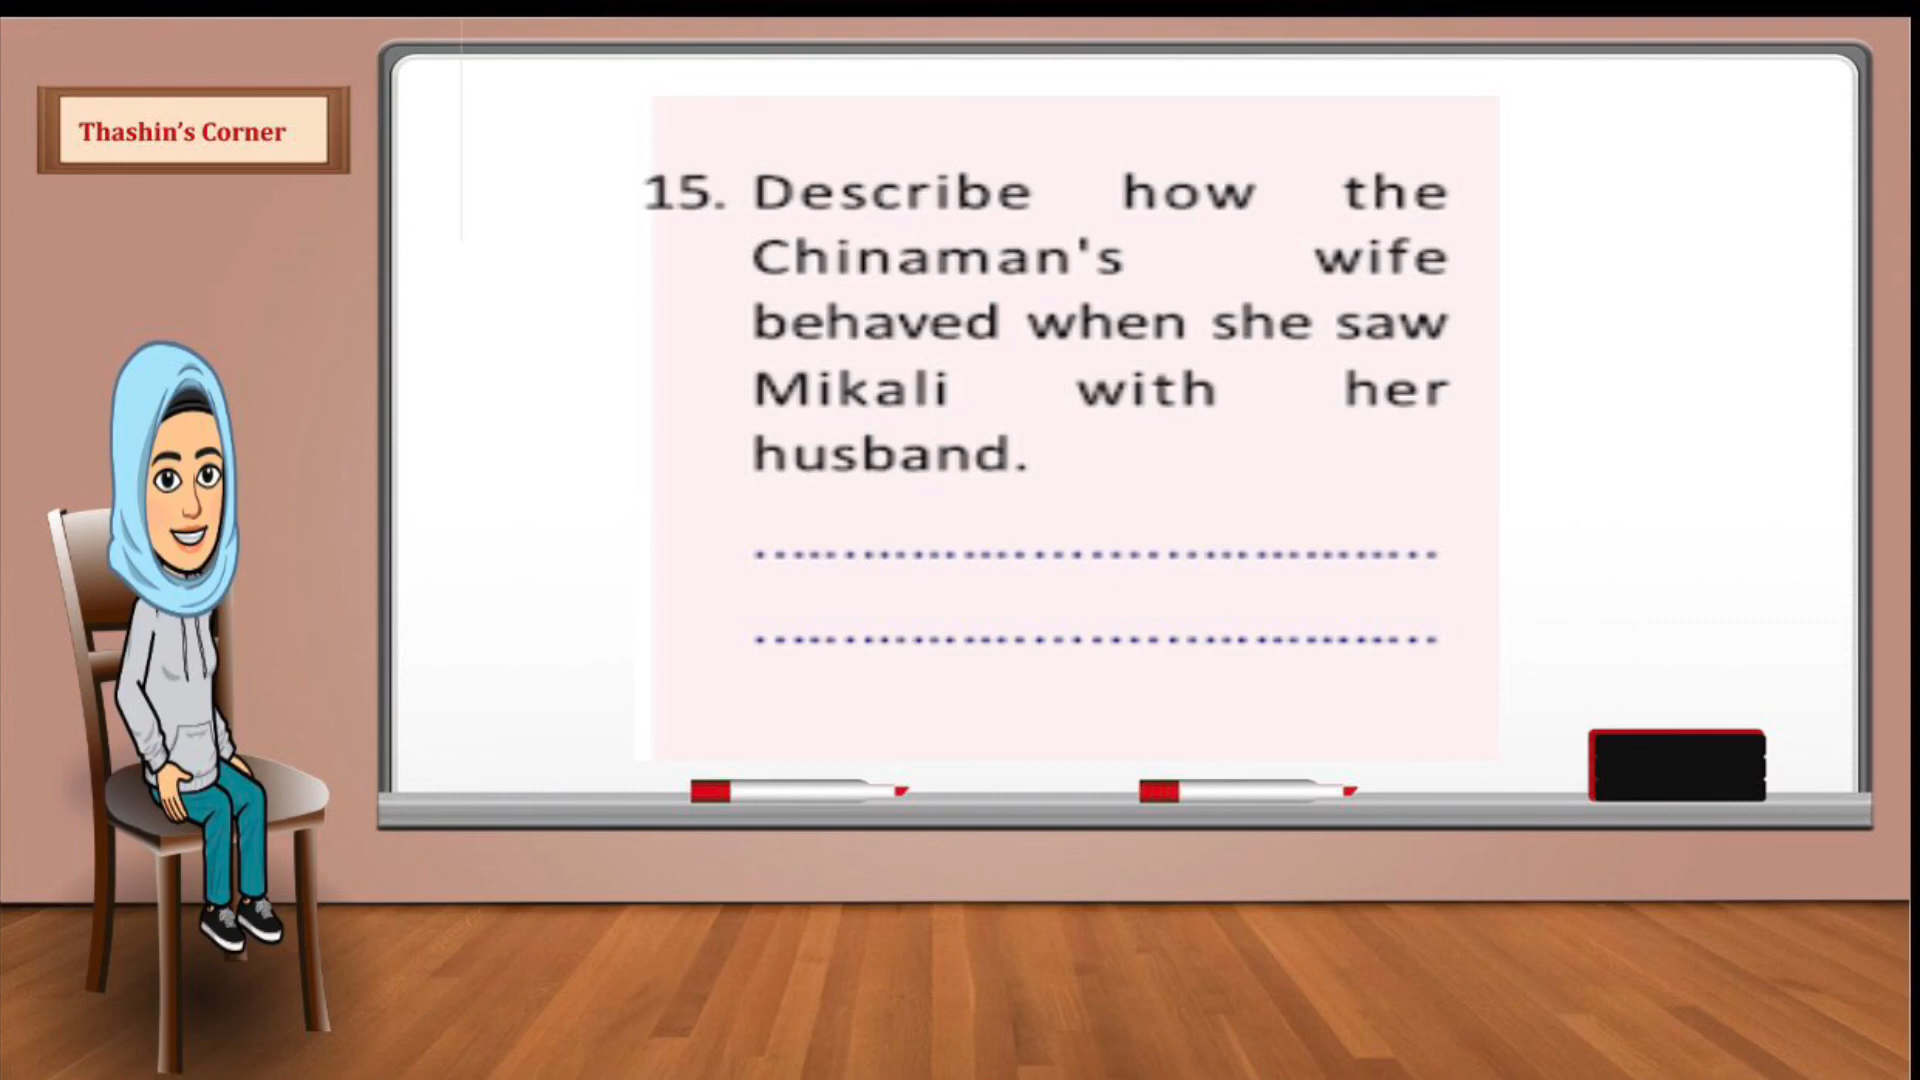 Thashin's Corner
15. Describe how the
Chinaman's wife
behaved when she saw
Mikali with her
husband.